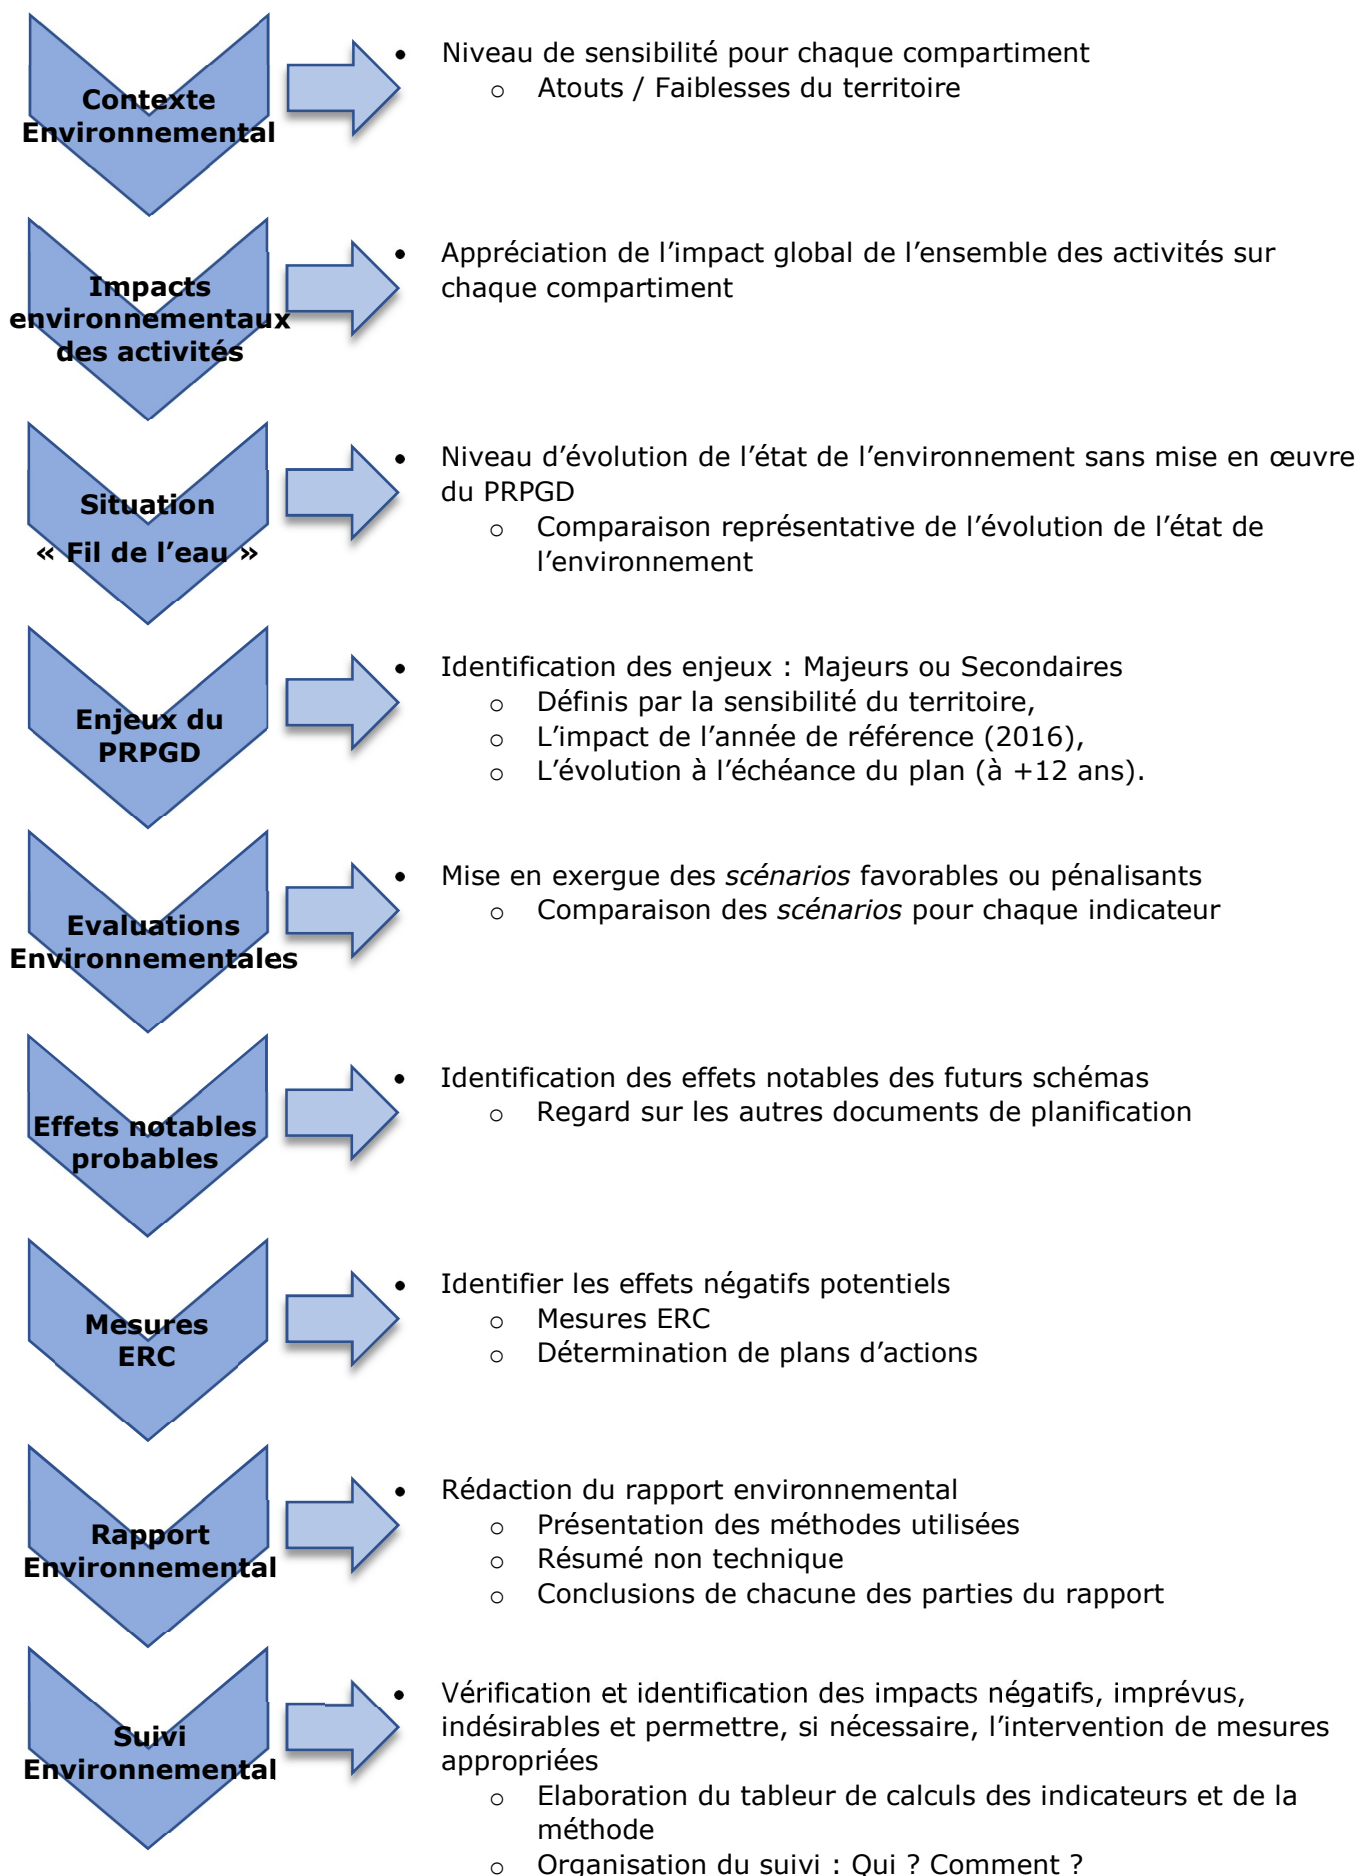 Contexte
Environnemental
• Niveau de sensibilité pour chaque compartiment
o Atouts / Faiblesses du territoire
Impacts
environnementaux
des activités
• Appréciation de l’impact global de l’ensemble des activités sur
chaque compartiment
Situation
« Fil de l’eau »
• Niveau d’évolution de l’état de l’environnement sans mise en œuvre
du PRPGD
o Comparaison représentative de l’évolution de l’état de
l’environnement
Enjeux du
PRPGD
• Identification des enjeux : Majeurs ou Secondaires
o Définis par la sensibilité du territoire,
o L’impact de l’année de référence (2016),
o L’évolution à l’échéance du plan (à +12 ans).
Evaluations
Environnementales
• Mise en exergue des scénarios favorables ou pénalisants
o Comparaison des scénarios pour chaque indicateur
Effets notables
probables
• Identification des effets notables des futurs schémas
o Regard sur les autres documents de planification
Mesures
ERC
• Identifier les effets négatifs potentiels
o Mesures ERC
o Détermination de plans d’actions
Rapport
Environnemental
• Rédaction du rapport environnemental
o Présentation des méthodes utilisées
o Résumé non technique
o Conclusions de chacune des parties du rapport
Suivi
Environnemental
• Vérification et identification des impacts négatifs, imprévus,
indésirables et permettre, si nécessaire, l’intervention de mesures
appropriées
o Elaboration du tableur de calculs des indicateurs et de la
méthode
o Organisation du suivi : Qui ? Comment ?